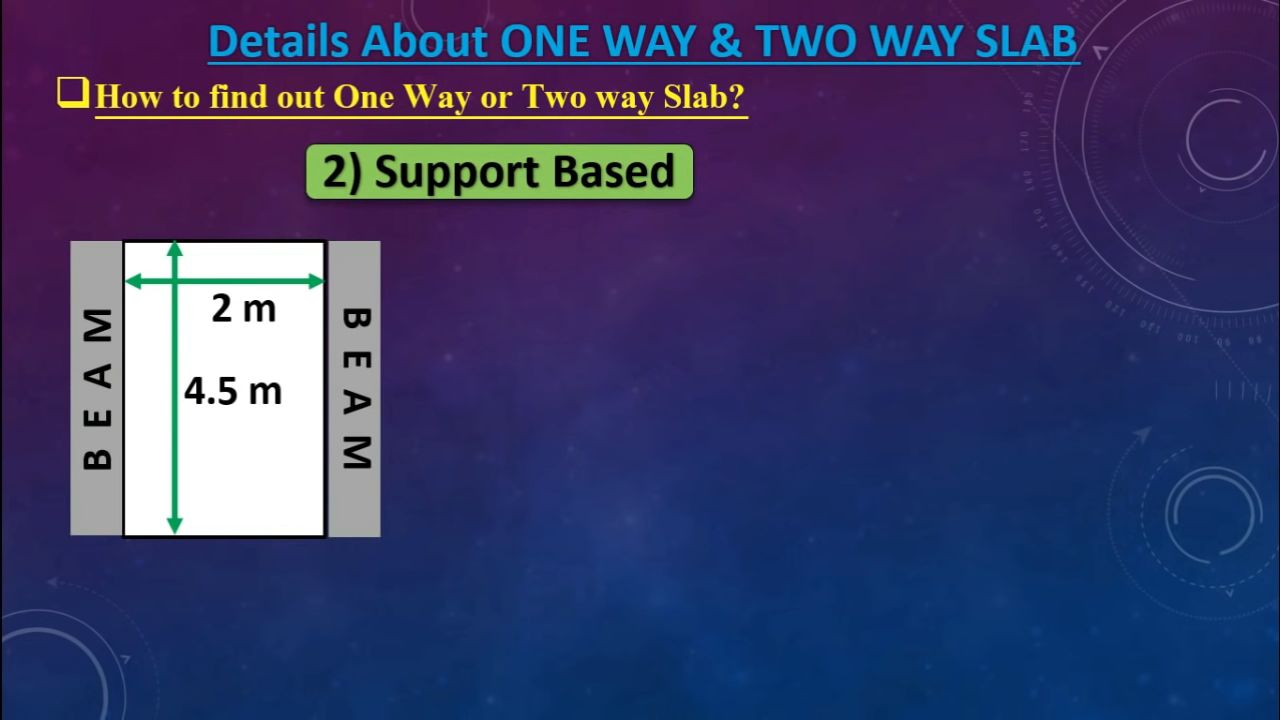 Details About ONE WAY & TWO WAY SLAB
How to find out One Way or Two way Slab?
2) Support Based
BEAM
2 m
4.5 m
BEAM